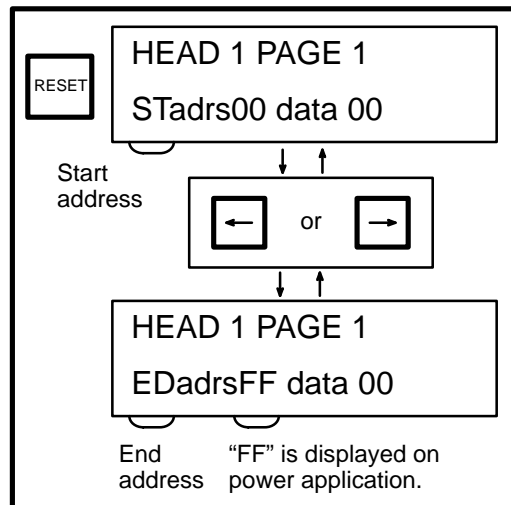 RESET
HEAD 1 PAGE 1
STadrs00 data 00
Start
address
← or →
HEAD 1 PAGE 1
EDadrsFF data 00
End
address
“FF” is displayed on
power application.